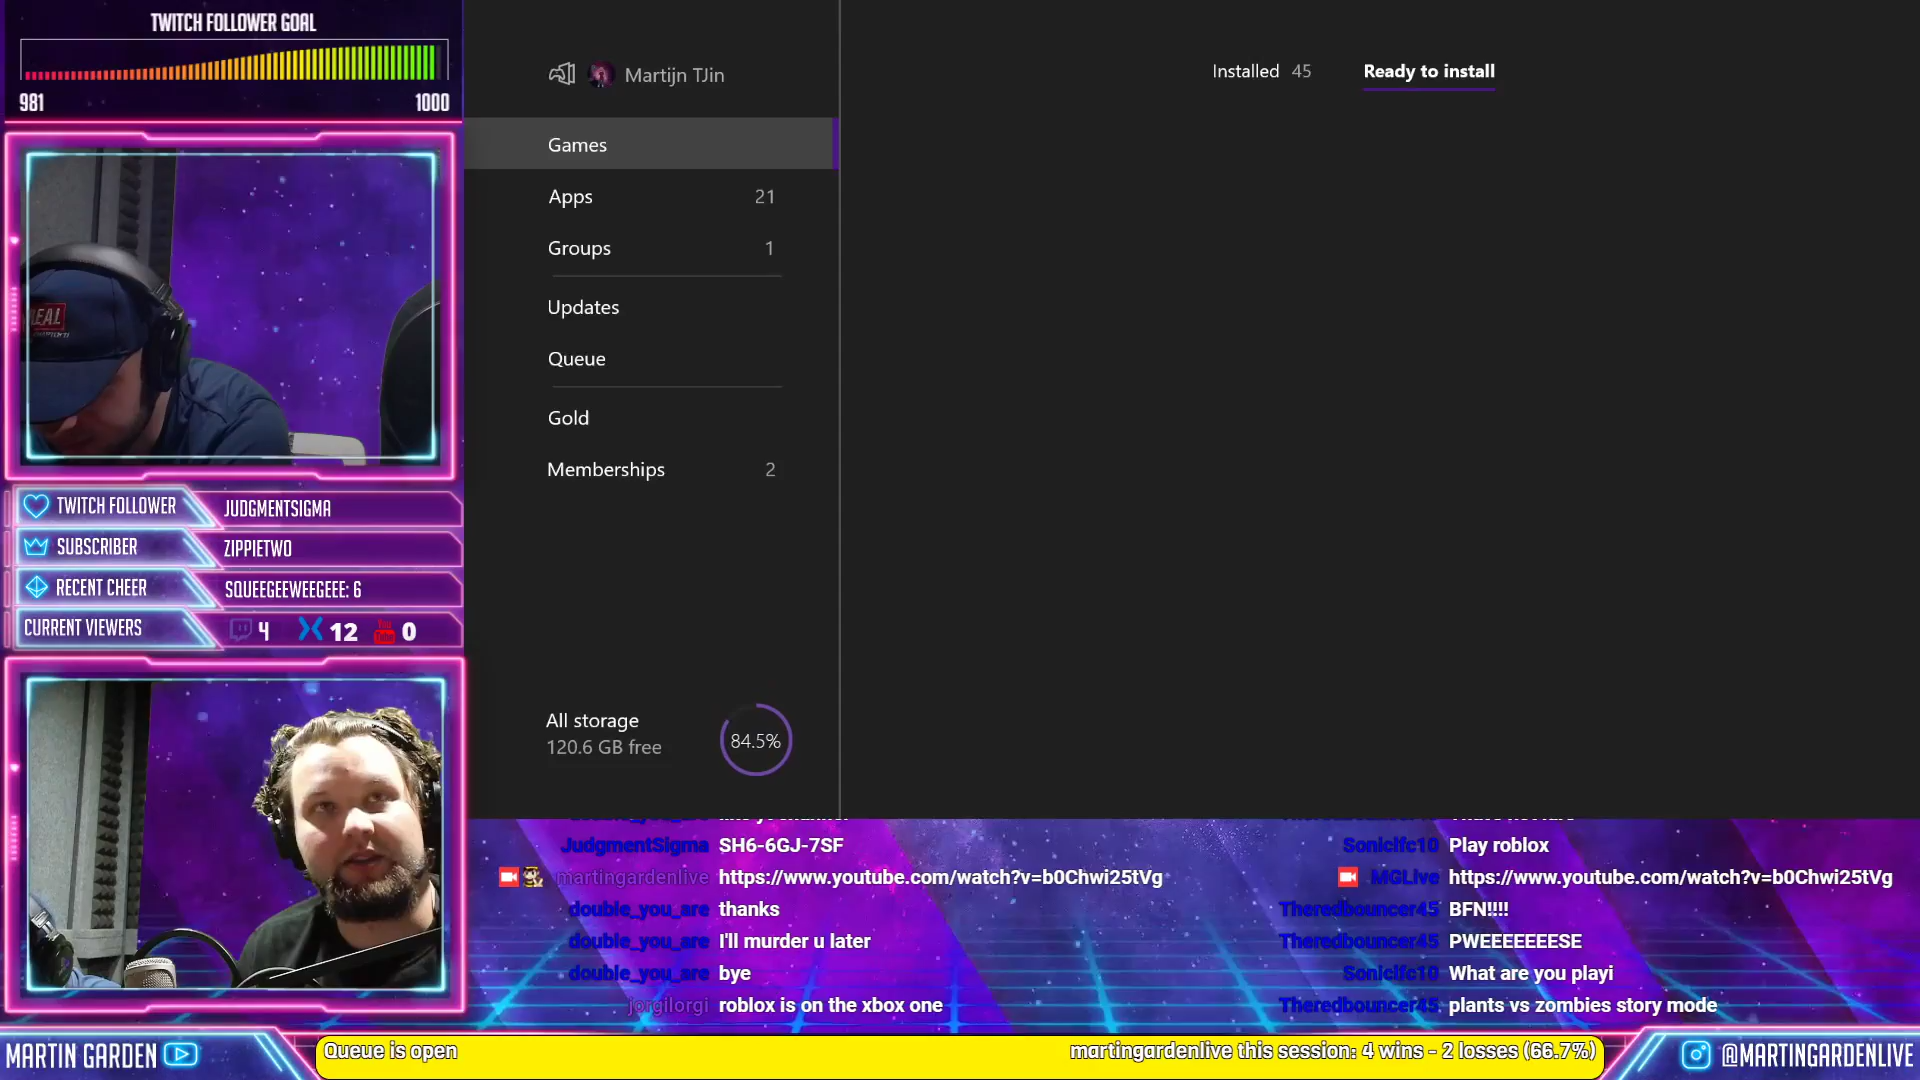 TWITCH FOLLOWER GOAL
981
1000
Martijn TJin
Installed 45
Ready to install
Games
Apps 21
Groups 1
Updates
Queue
Gold
Memberships 2
All storage
120.6 GB free
84.5%
TWITCH FOLLOWER JUDGMENTSIGMA
SUBSCRIBER ZIPPIETWO
RECENT CHEER SQUEEGEEWEEGEEE: 6
CURRENT VIEWERS 4 12 0
JudgmentSigma SH6-6GJ-7SF
martingardenlive https://www.youtube.com/watch?v=b0Chwi25tVg
double_you_are thanks
double_you_are I'll murder u later
double_you_are bye
jorgilorgi roblox is on the xbox one
Soniclfc10 Play roblox
MGLive https://www.youtube.com/watch?v=b0Chwi25tVg
Theredbouncer45 BFN!!!!
Theredbouncer45 PWEEEEEEESE
Soniclfc10 What are you playi
Theredbouncer45 plants vs zombies story mode
MARTIN GARDEN
Queue is open
martingardenlive this session: 4 wins - 2 losses (66.7%)
@MARTINGARDENLIVE